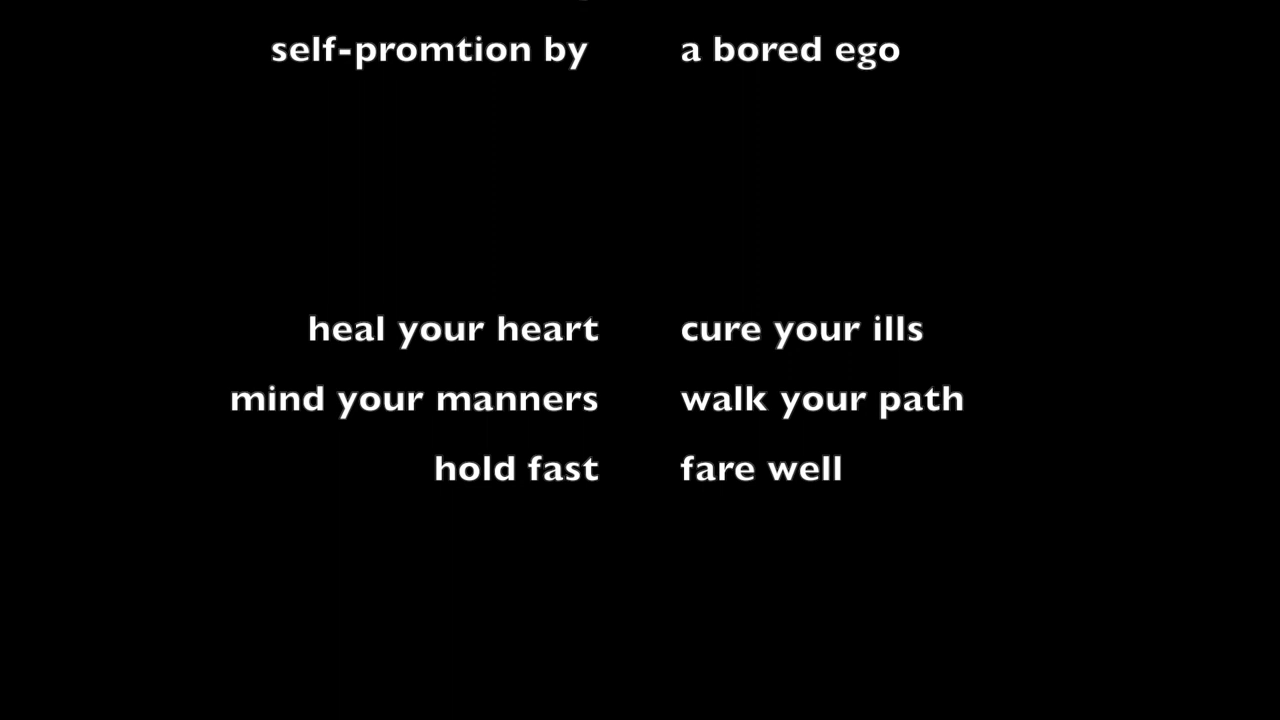 self-promtion by a bored ego
heal your heart cure your ills
mind your manners walk your path
hold fast fare well